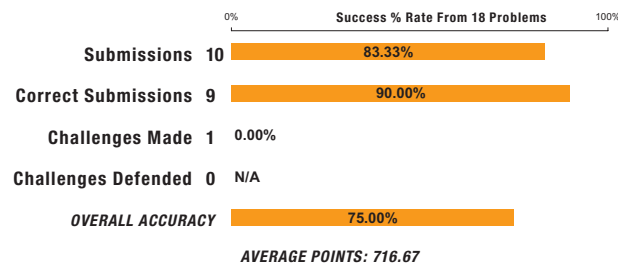 0% Success % Rate From 18 Problems 100%
Submissions 10 83.33%
Correct Submissions 9 90.00%
Challenges Made 1 0.00%
Challenges Defended 0 N/A
OVERALL ACCURACY 75.00%
AVERAGE POINTS: 716.67